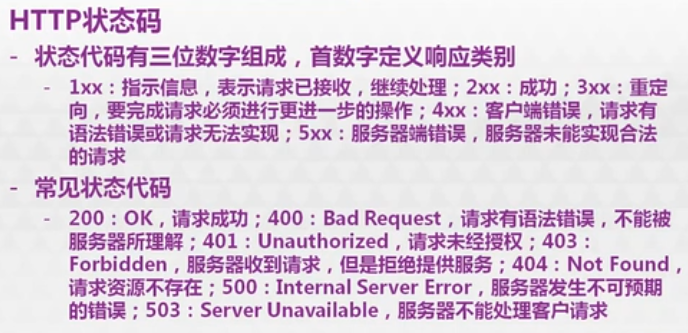 HTTP状态码
- 状态代码有三位数字组成，首数字定义响应类别
- 1xx：指示信息，表示请求已接收，继续处理；2xx：成功；3xx：重定
向，要完成请求必须进行更进一步的操作；4xx：客户端错误，请求有
语法错误或请求无法实现；5xx：服务器端错误，服务器未能实现合法
的请求
- 常见状态代码
- 200：OK，请求成功；400：Bad Request，请求有语法错误，不能被
服务器所理解；401：Unauthorized，请求未经授权；403：
Forbidden，服务器收到请求，但是拒绝提供服务；404：Not Found，
请求资源不存在；500：Internal Server Error，服务器发生不可预期
的错误；503：Server Unavailable，服务器不能处理客户请求